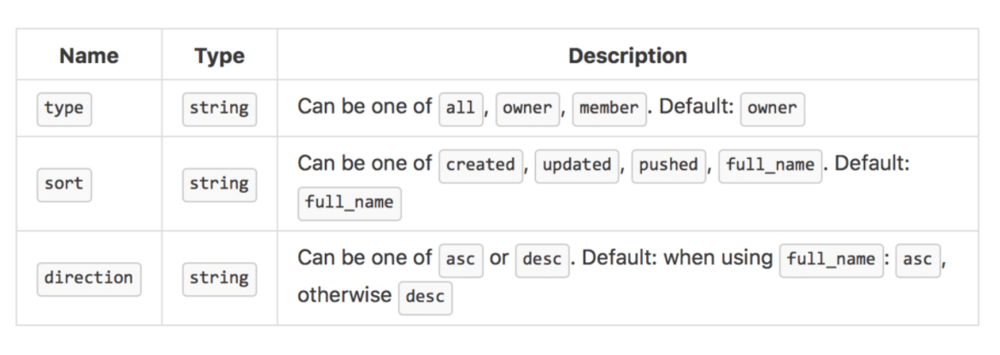 Name Type Description
type string Can be one of all, owner, member. Default: owner
sort string Can be one of created, updated, pushed, full_name. Default:
full_name
direction string Can be one of asc or desc. Default: when using full_name: asc,
otherwise desc